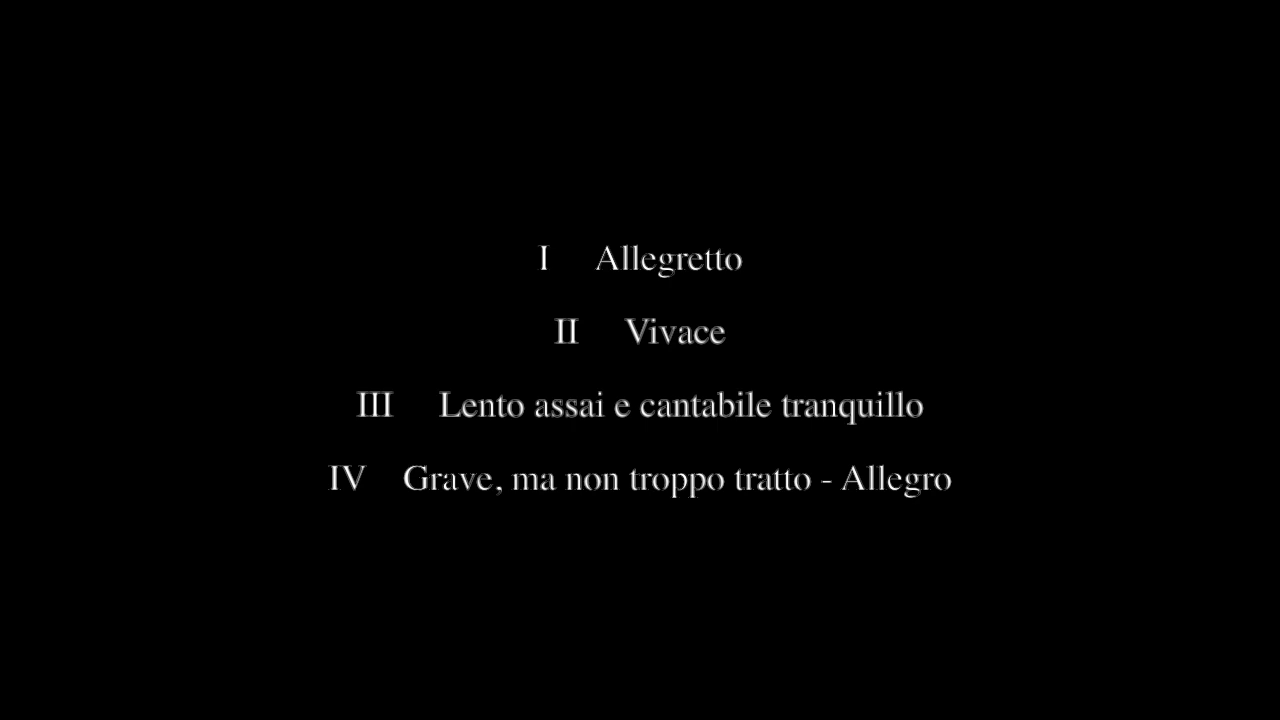 I Allegretto
II Vivace
III Lento assai e cantabile tranquillo
IV Grave, ma non troppo tratto - Allegro